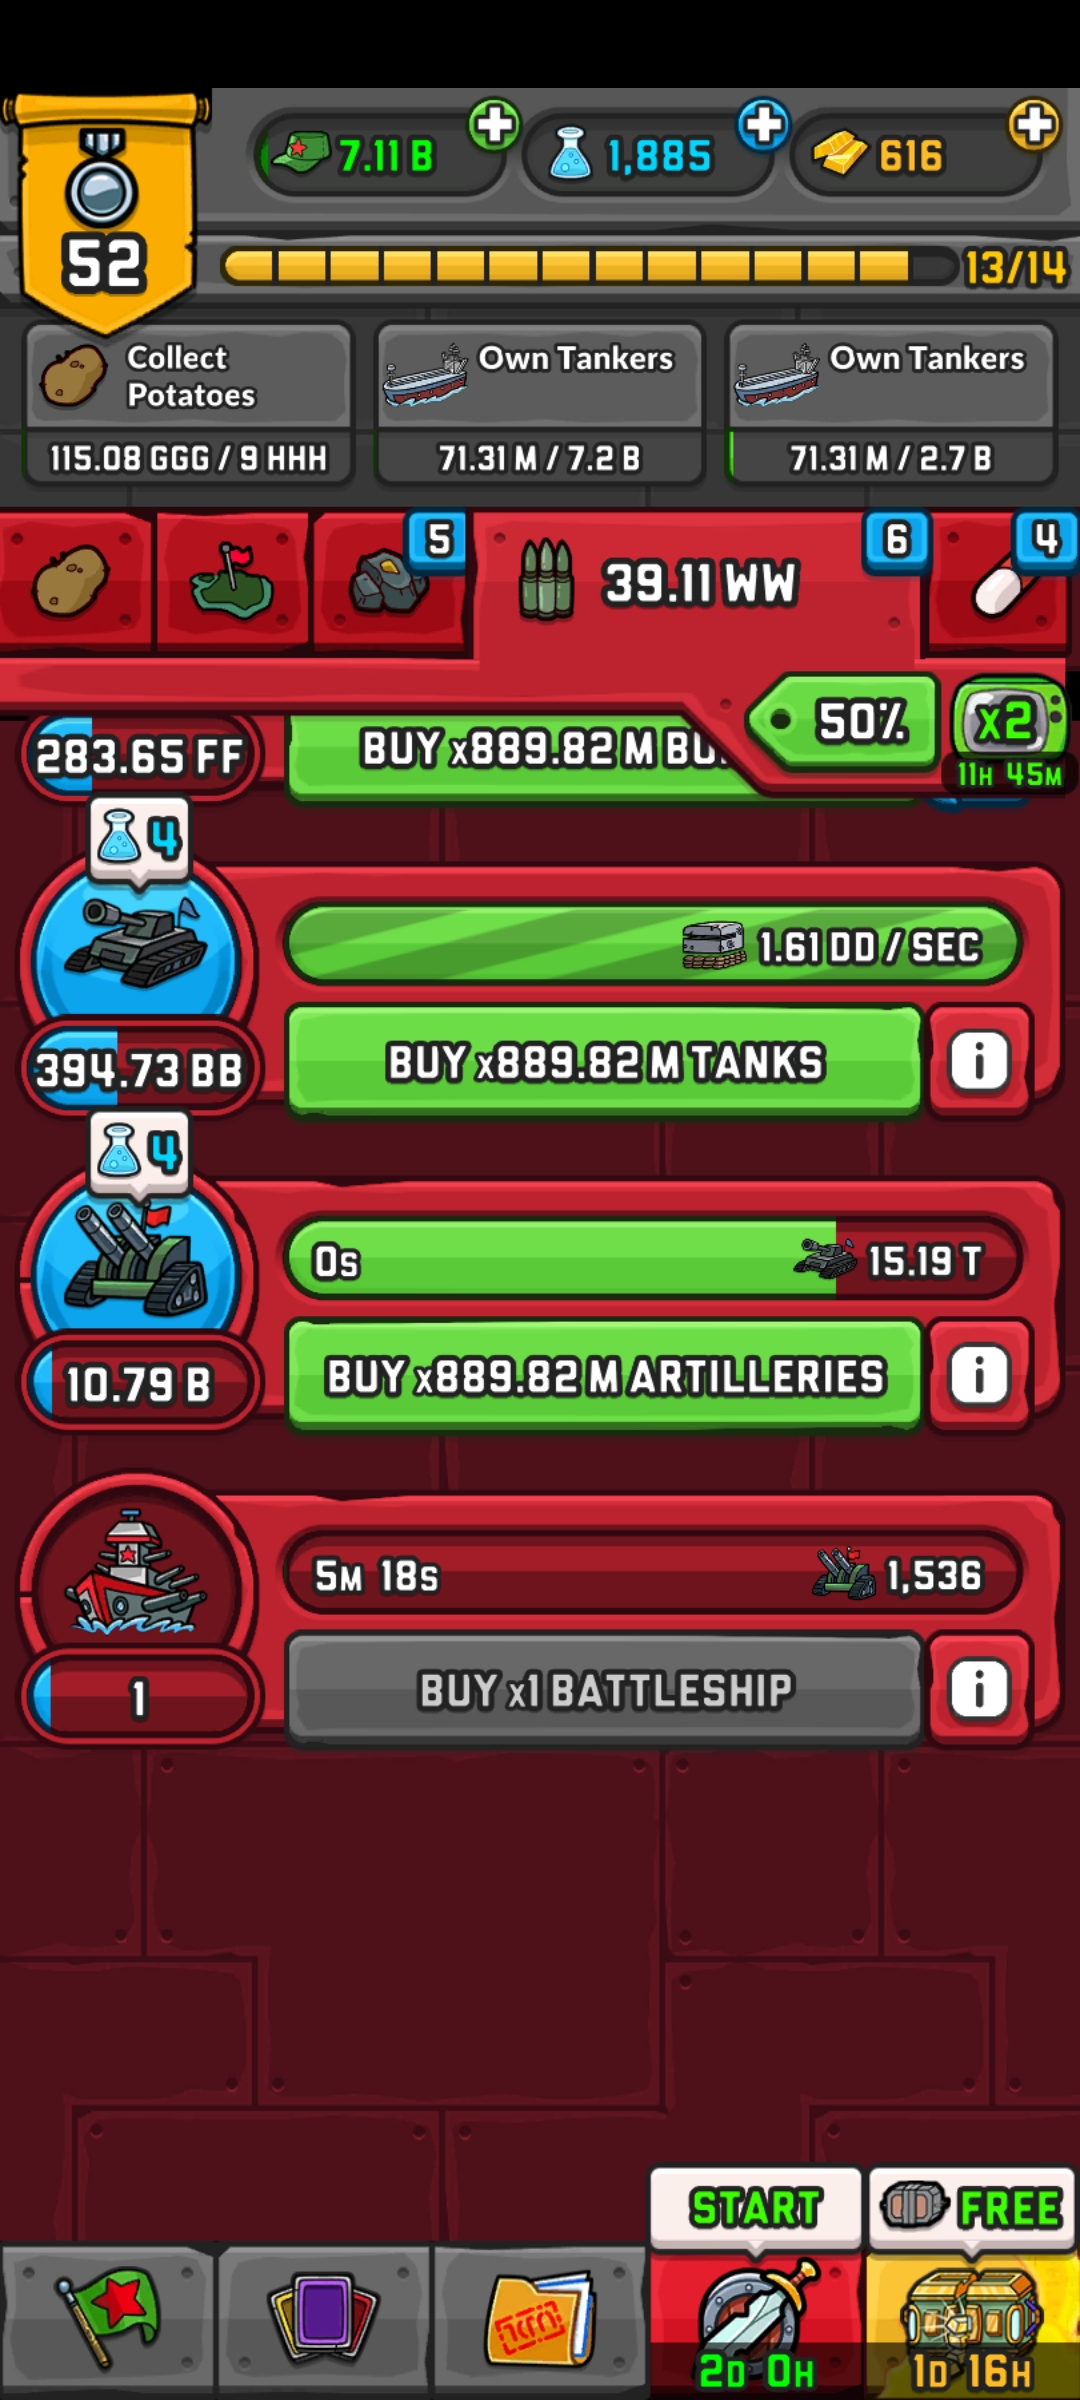 7.11 B
1,885
616
52
13/14
Collect
Potatoes
Own Tankers
Own Tankers
115.08 GGG / 9 HHH
71.31 M / 7.2 B
71.31 M / 2.7 B
5
39.11 WW
6
4
50%
x2
11H 45M
283.65 FF
BUY x889.82 M
4
1.61 DD / SEC
394.73 BB
BUY x889.82 M TANKS
i
4
0s
15.19 T
10.79 B
BUY x889.82 M ARTILLERIES
i
5M 18s
1,536
1
BUY x1 BATTLESHIP
i
START
FREE
2D 0H
1D 16H